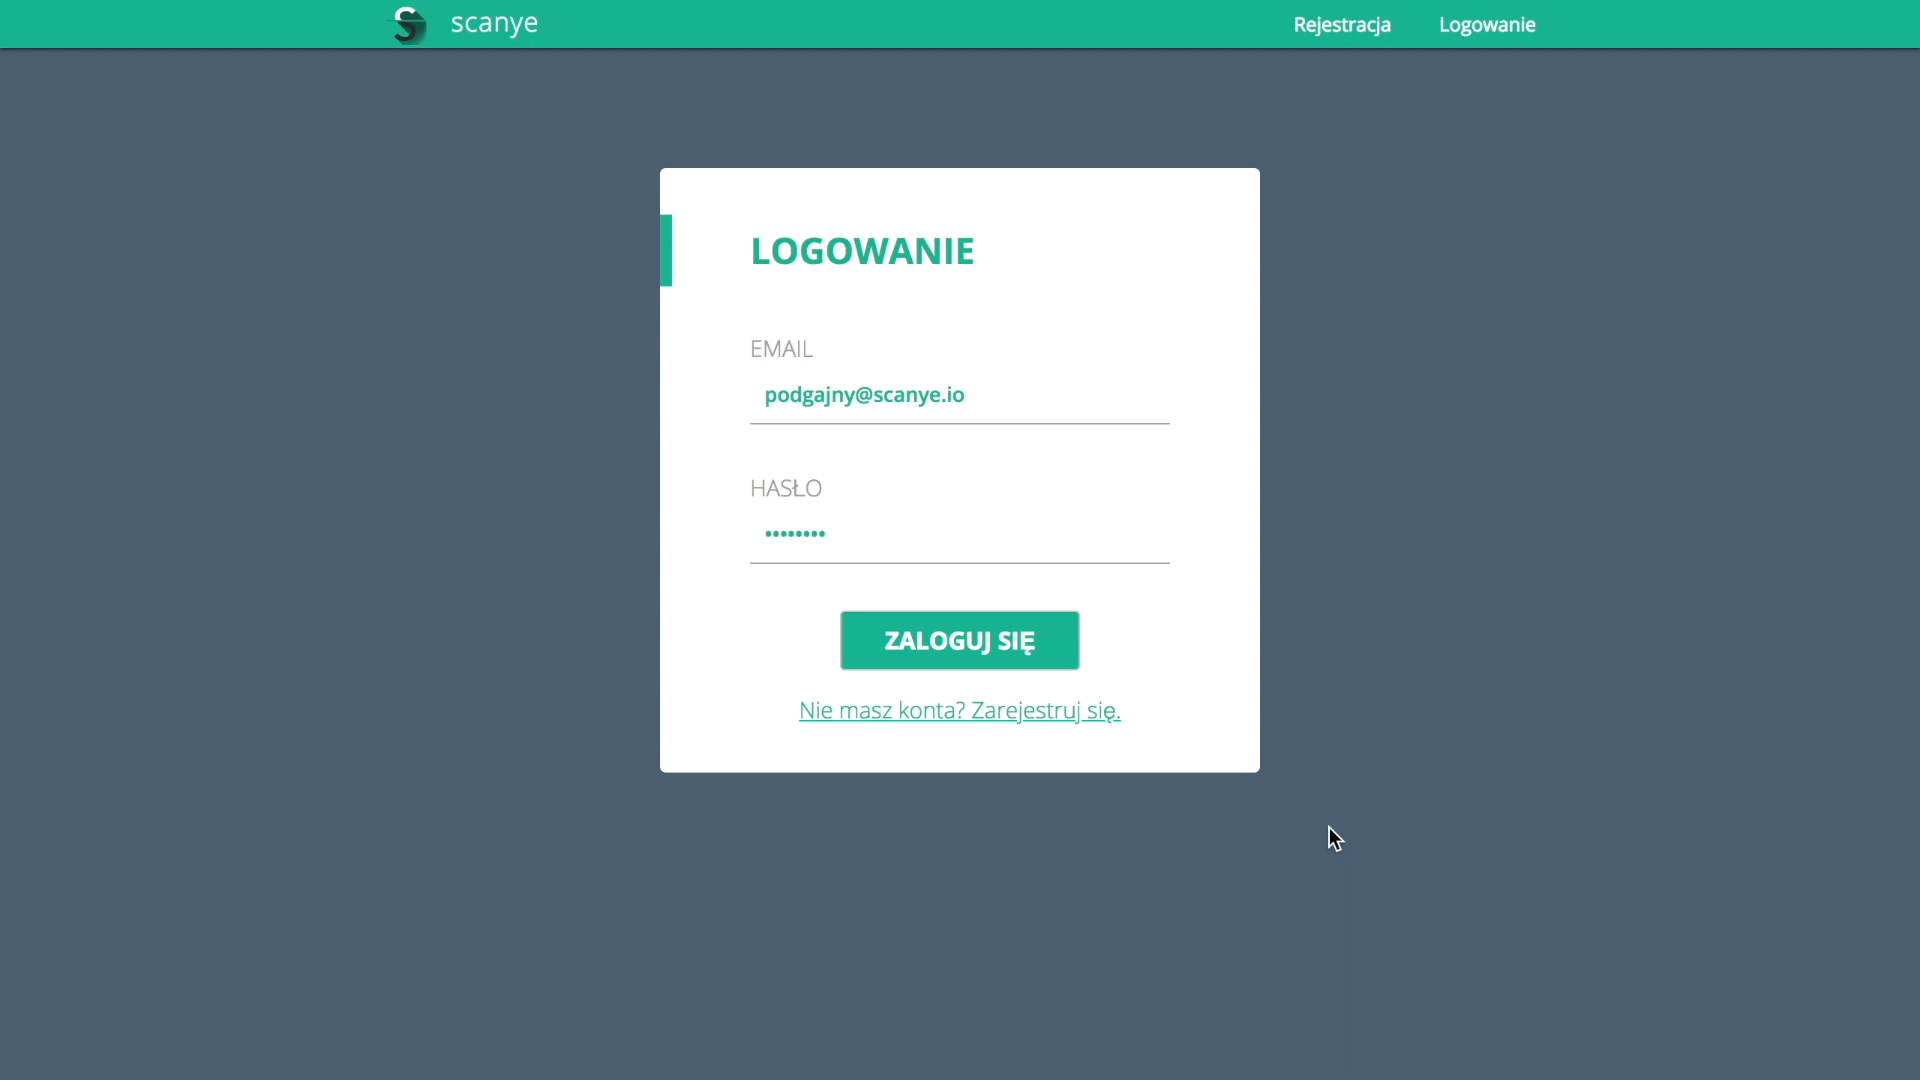 scanye
Rejestracja
Logowanie
LOGOWANIE
EMAIL
podgajny@scanye.io
HASŁO
••••••••
ZALOGUJ SIĘ
Nie masz konta? Zarejestruj się.